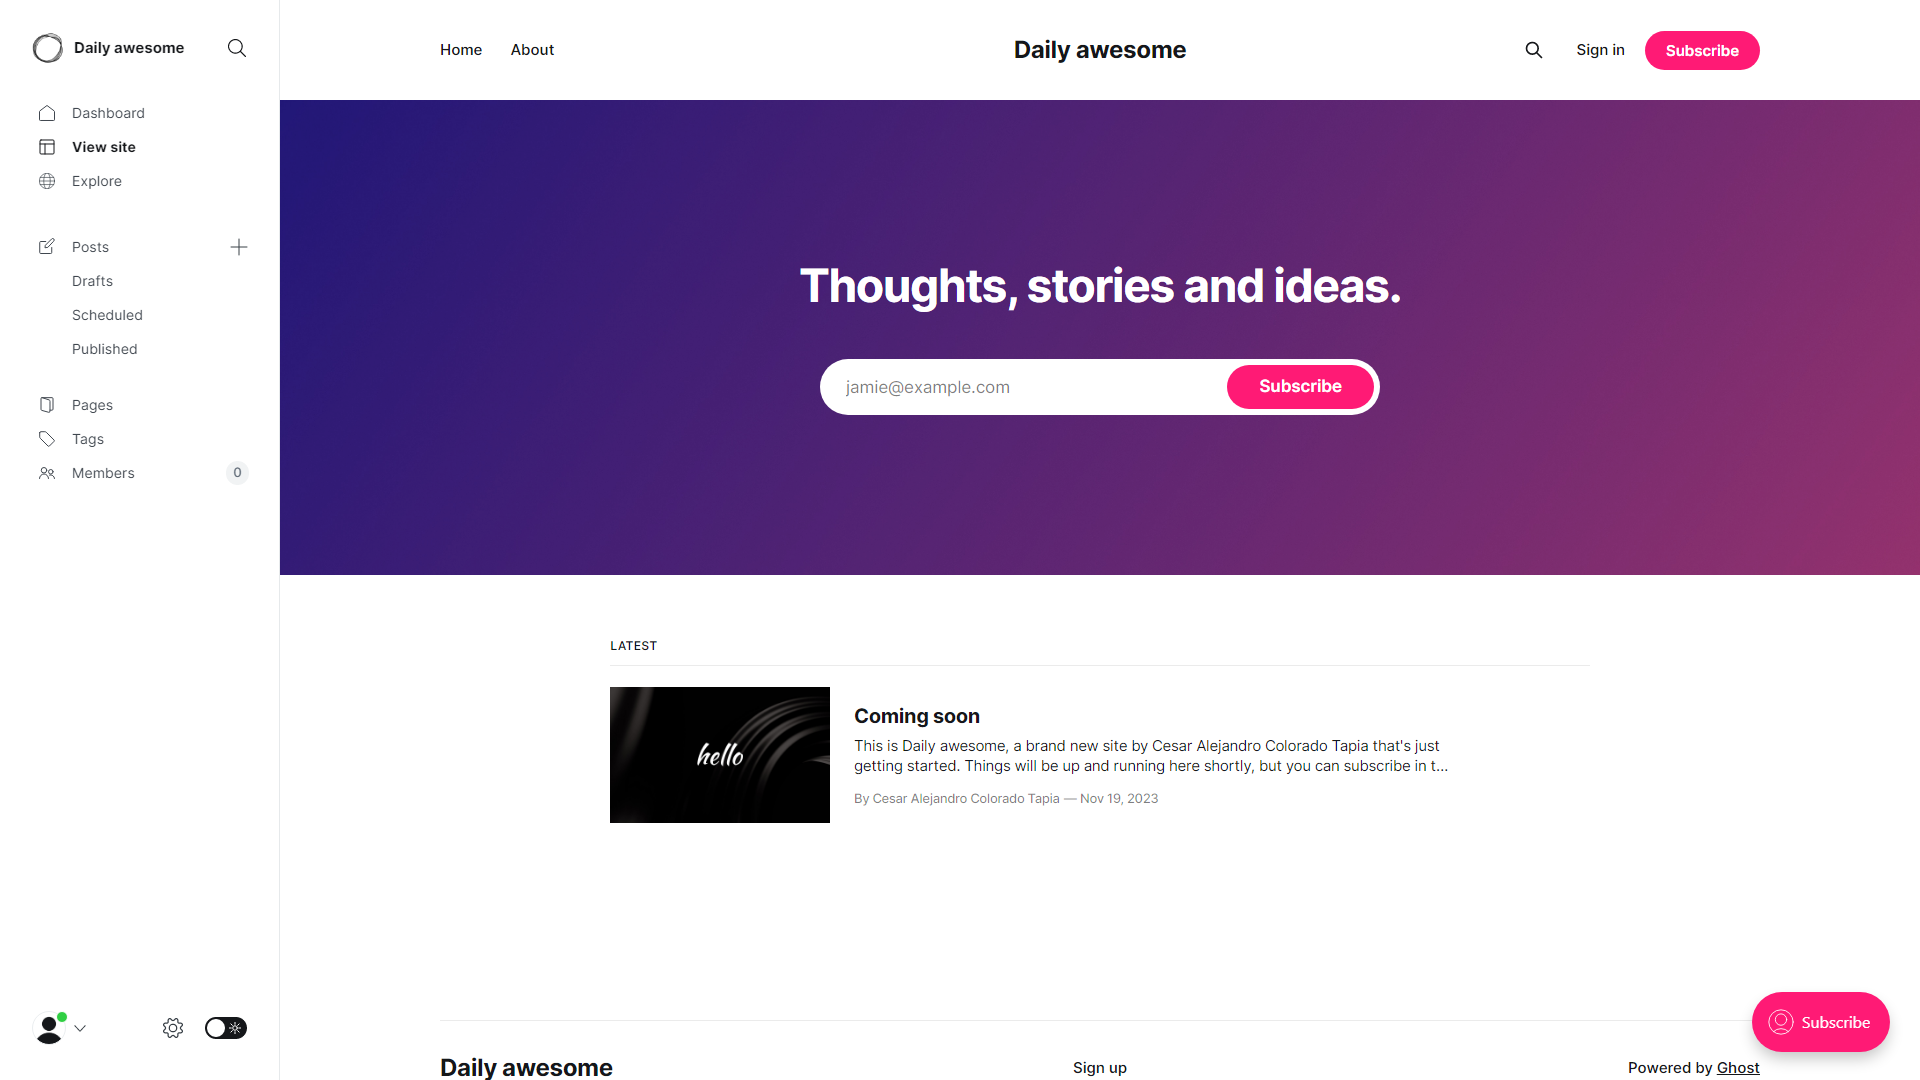 Daily awesome
Dashboard
View site
Explore
Posts
Drafts
Scheduled
Published
Pages
Tags
Members 0
Home About Daily awesome Sign in Subscribe
Thoughts, stories and ideas.
jamie@example.com Subscribe
LATEST
hello
Coming soon
This is Daily awesome, a brand new site by Cesar Alejandro Colorado Tapia that's just
getting started. Things will be up and running here shortly, but you can subscribe in t...
By Cesar Alejandro Colorado Tapia — Nov 19, 2023
Subscribe
Daily awesome Sign up Powered by Ghost